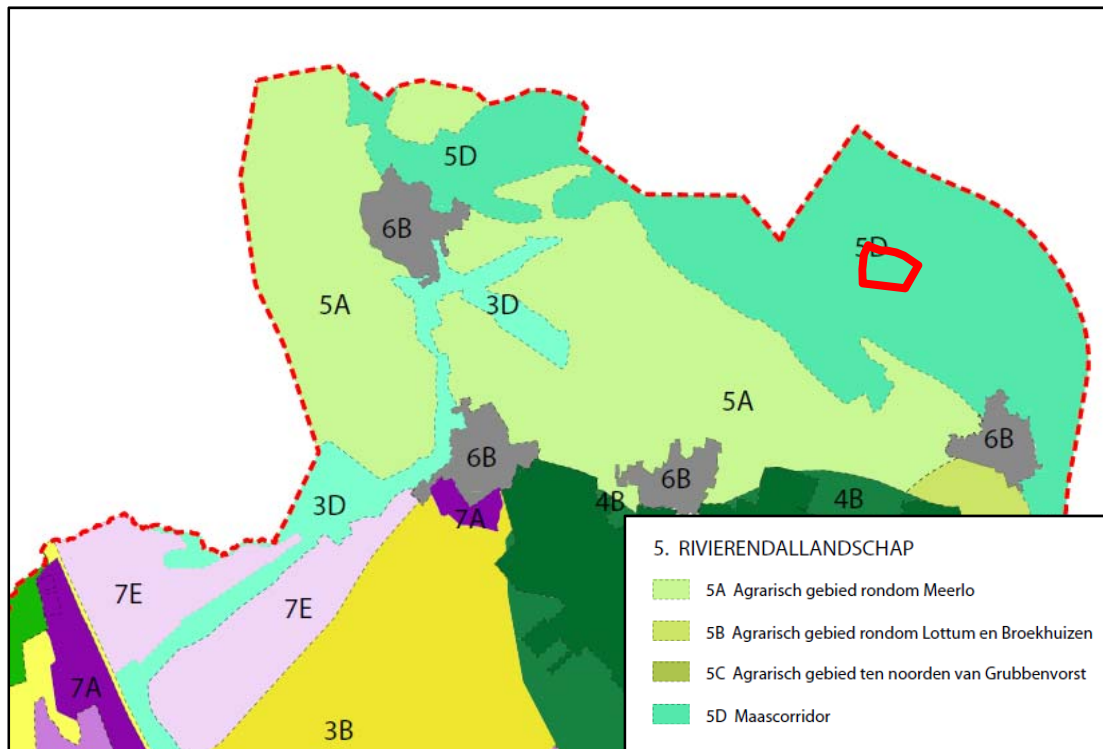 5D
6B
5D
5A
3D
5A
6B
6B
6B
3D
4B
4B
7A
7E
7E
7A
3B
5. RIVIERENDALLANDSCHAP
5A Agrarisch gebied rondom Meerlo
5B Agrarisch gebied rondom Lottum en Broekhuizen
5C Agrarisch gebied ten noorden van Grubbenvorst
5D Maascorridor